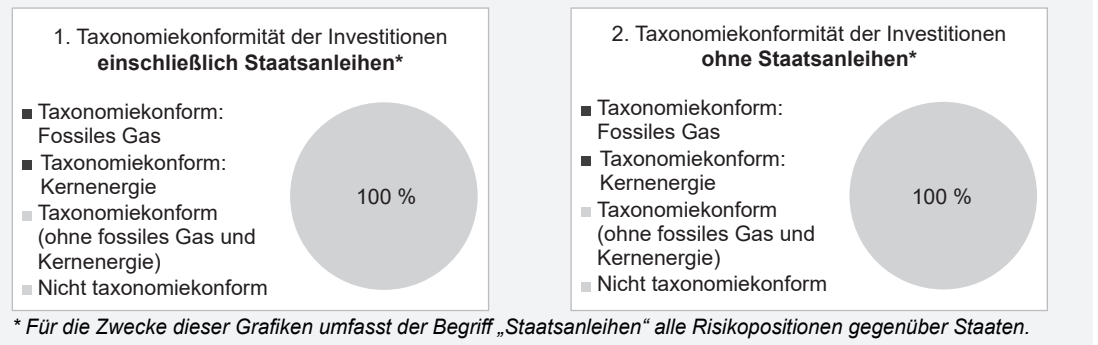 1. Taxonomiekonformität der Investitionen
einschließlich Staatsanleihen*
Taxonomiekonform:
Fossiles Gas
Taxonomiekonform:
Kernenergie
Taxonomiekonform
(ohne fossiles Gas und
Kernenergie)
Nicht taxonomiekonform
100 %
2. Taxonomiekonformität der Investitionen
ohne Staatsanleihen*
Taxonomiekonform:
Fossiles Gas
Taxonomiekonform:
Kernenergie
Taxonomiekonform
(ohne fossiles Gas und
Kernenergie)
Nicht taxonomiekonform
100 %
* Für die Zwecke dieser Grafiken umfasst der Begriff „Staatsanleihen“ alle Risikopositionen gegenüber Staaten.